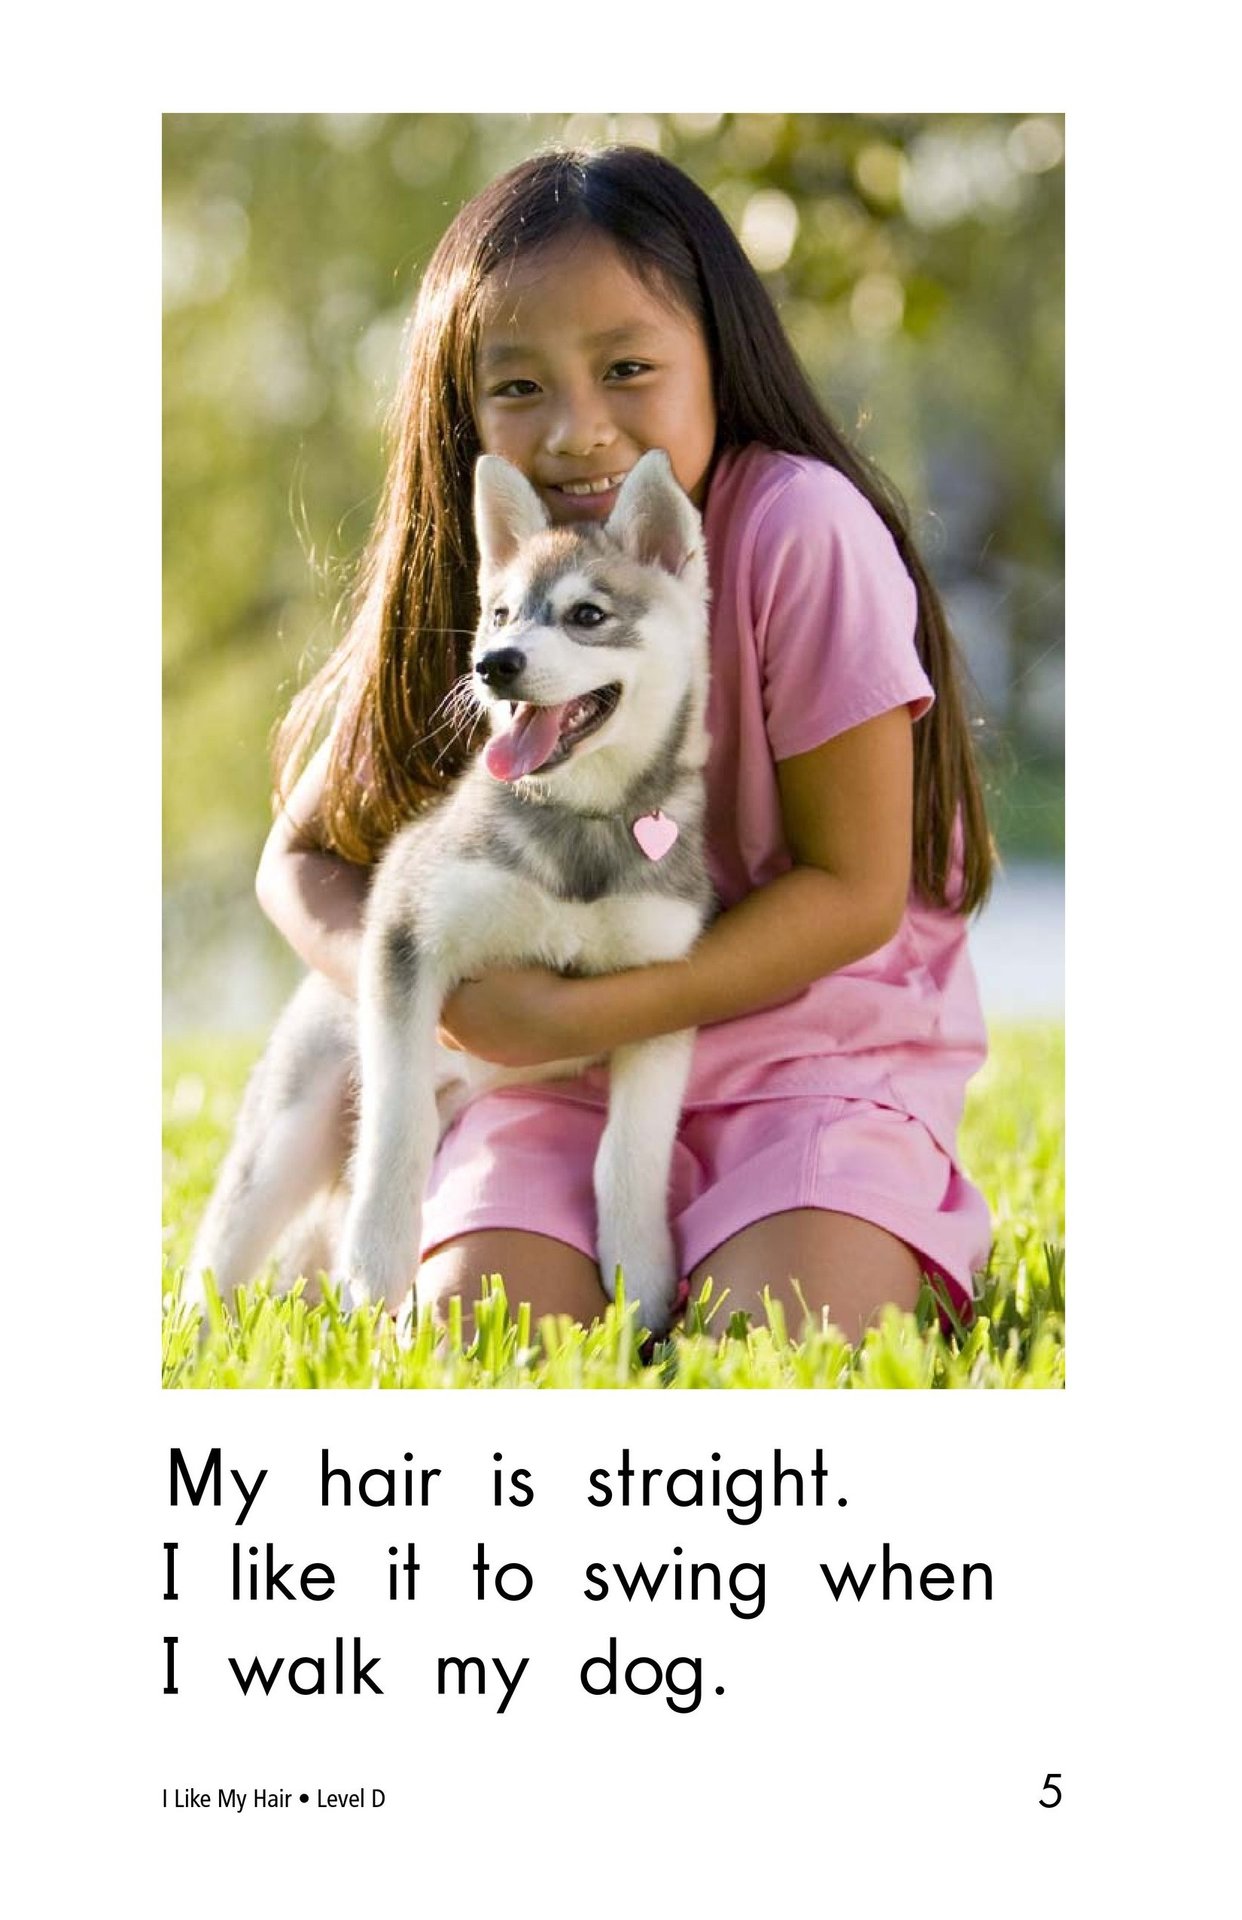 My hair is straight.
I like it to swing when
I walk my dog.
I Like My Hair • Level D
5